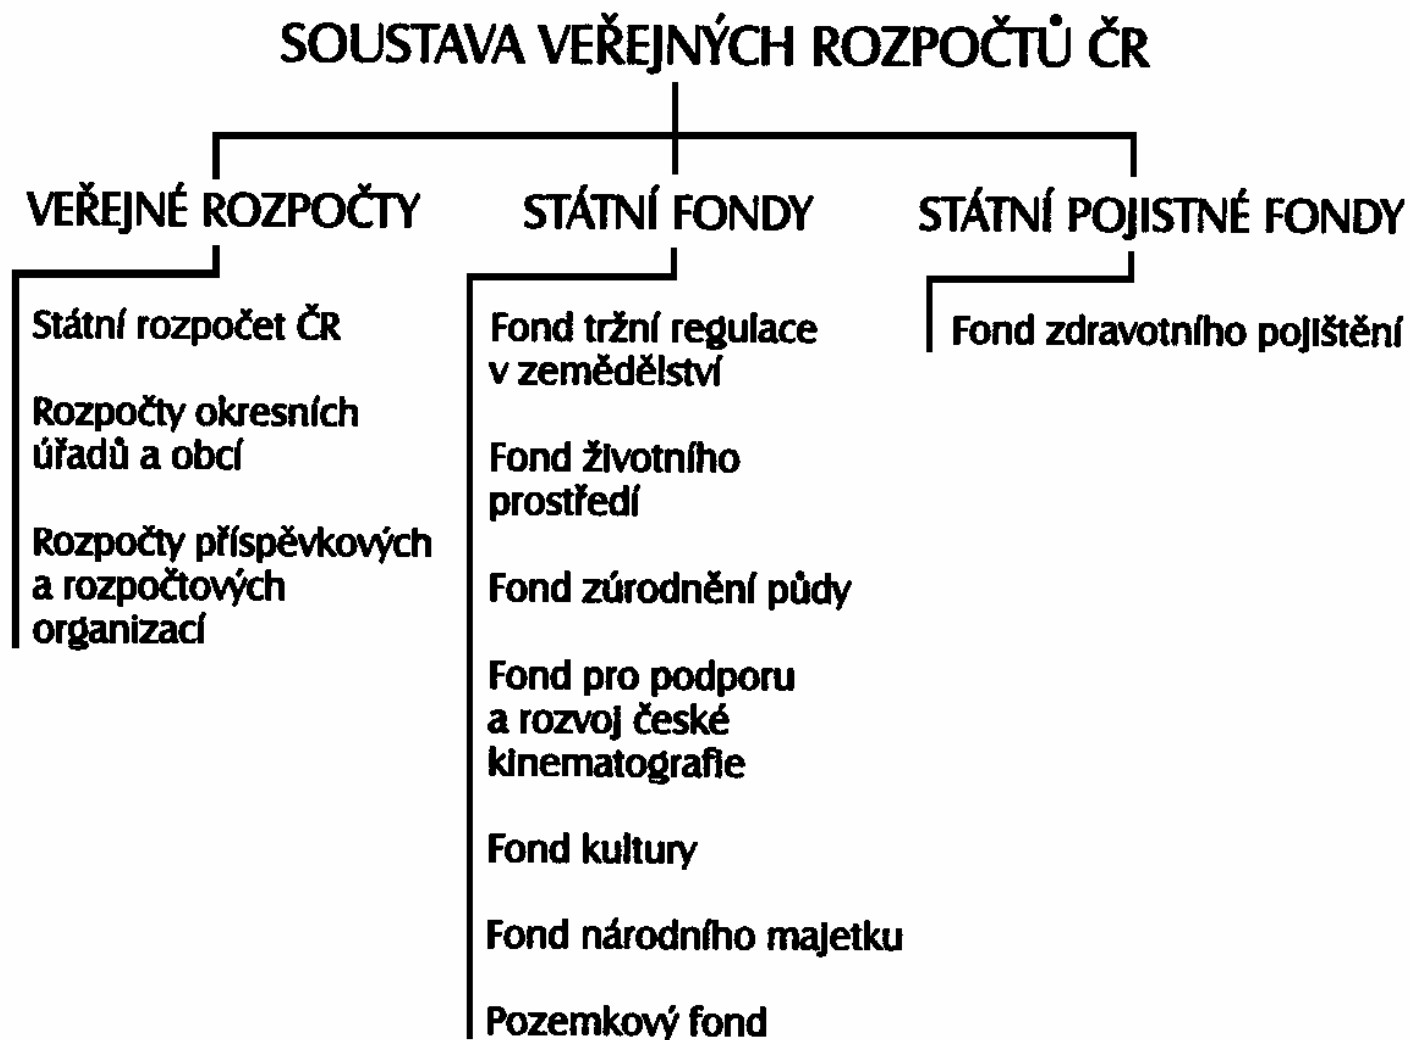 SOUSTAVA VEŘEJNÝCH ROZPOČTŮ ČR
VEŘEJNÉ ROZPOČTY
Státní rozpočet ČR
Rozpočty okresních
úřadů a obcí
Rozpočty příspěvkových
a rozpočtových
organizací
STÁTNÍ FONDY
Fond tržní regulace
v zemědělství
Fond životního
prostředí
Fond zúrodnění půdy
Fond pro podporu
a rozvoj české
kinematografie
Fond kultury
Fond národního majetku
Pozemkový fond
STÁTNÍ POJISTNÉ FONDY
Fond zdravotního pojištění